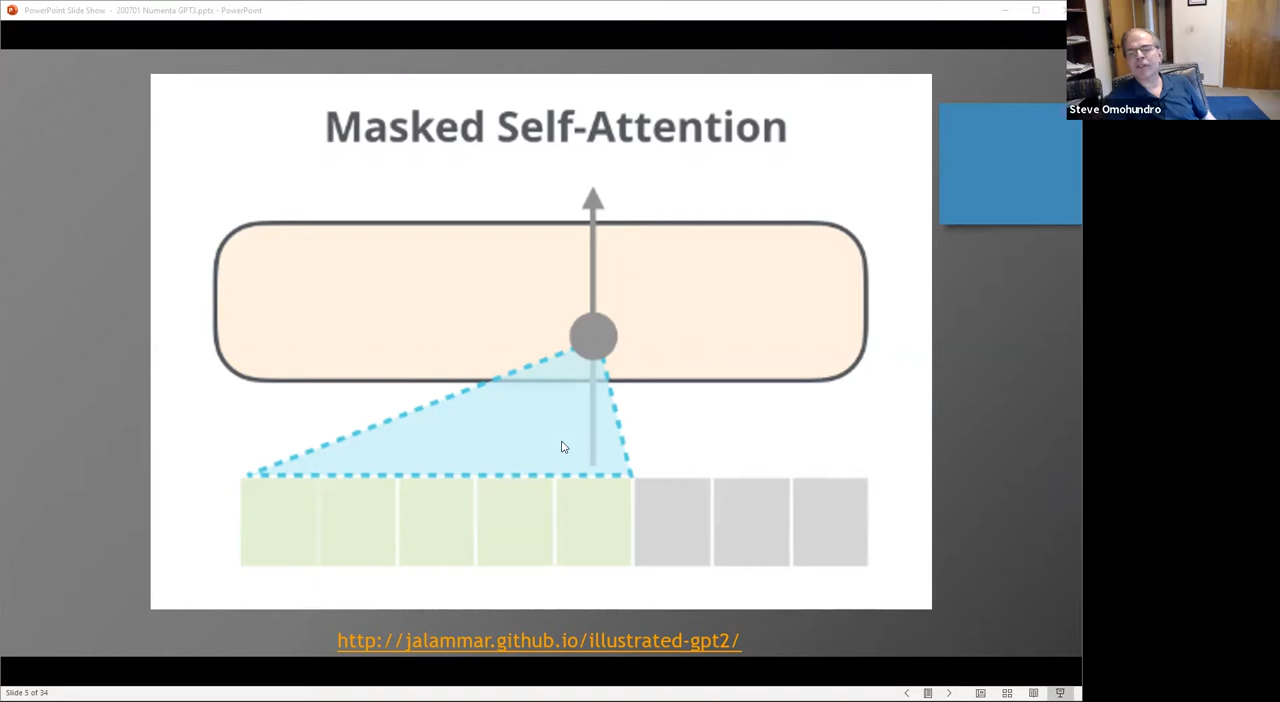 PowerPoint Slide Show - 200701 Numenta GPT3.pptx - PowerPoint
Steve Omohundro
Masked Self-Attention
http://jalammar.github.io/illustrated-gpt2/
Slide 5 of 34